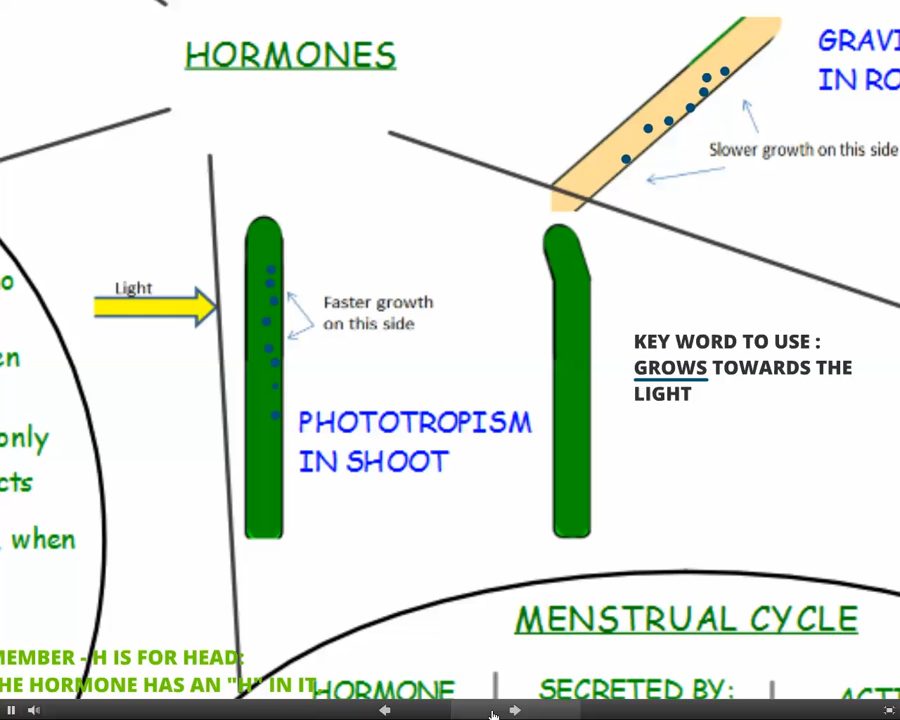 HORMONES
GRAVI
IN RO
Slower growth on this side
o
Light
Faster growth
on this side
en
KEY WORD TO USE :
GROWS TOWARDS THE
LIGHT
only
PHOTOTROPISM
IN SHOOT
cts
when
MENSTRUAL CYCLE
MEMBER - H IS FOR HEAD:
HE HORMONE HAS AN "H" IN IT
HORMONE
SECRETED BY:
ACTI